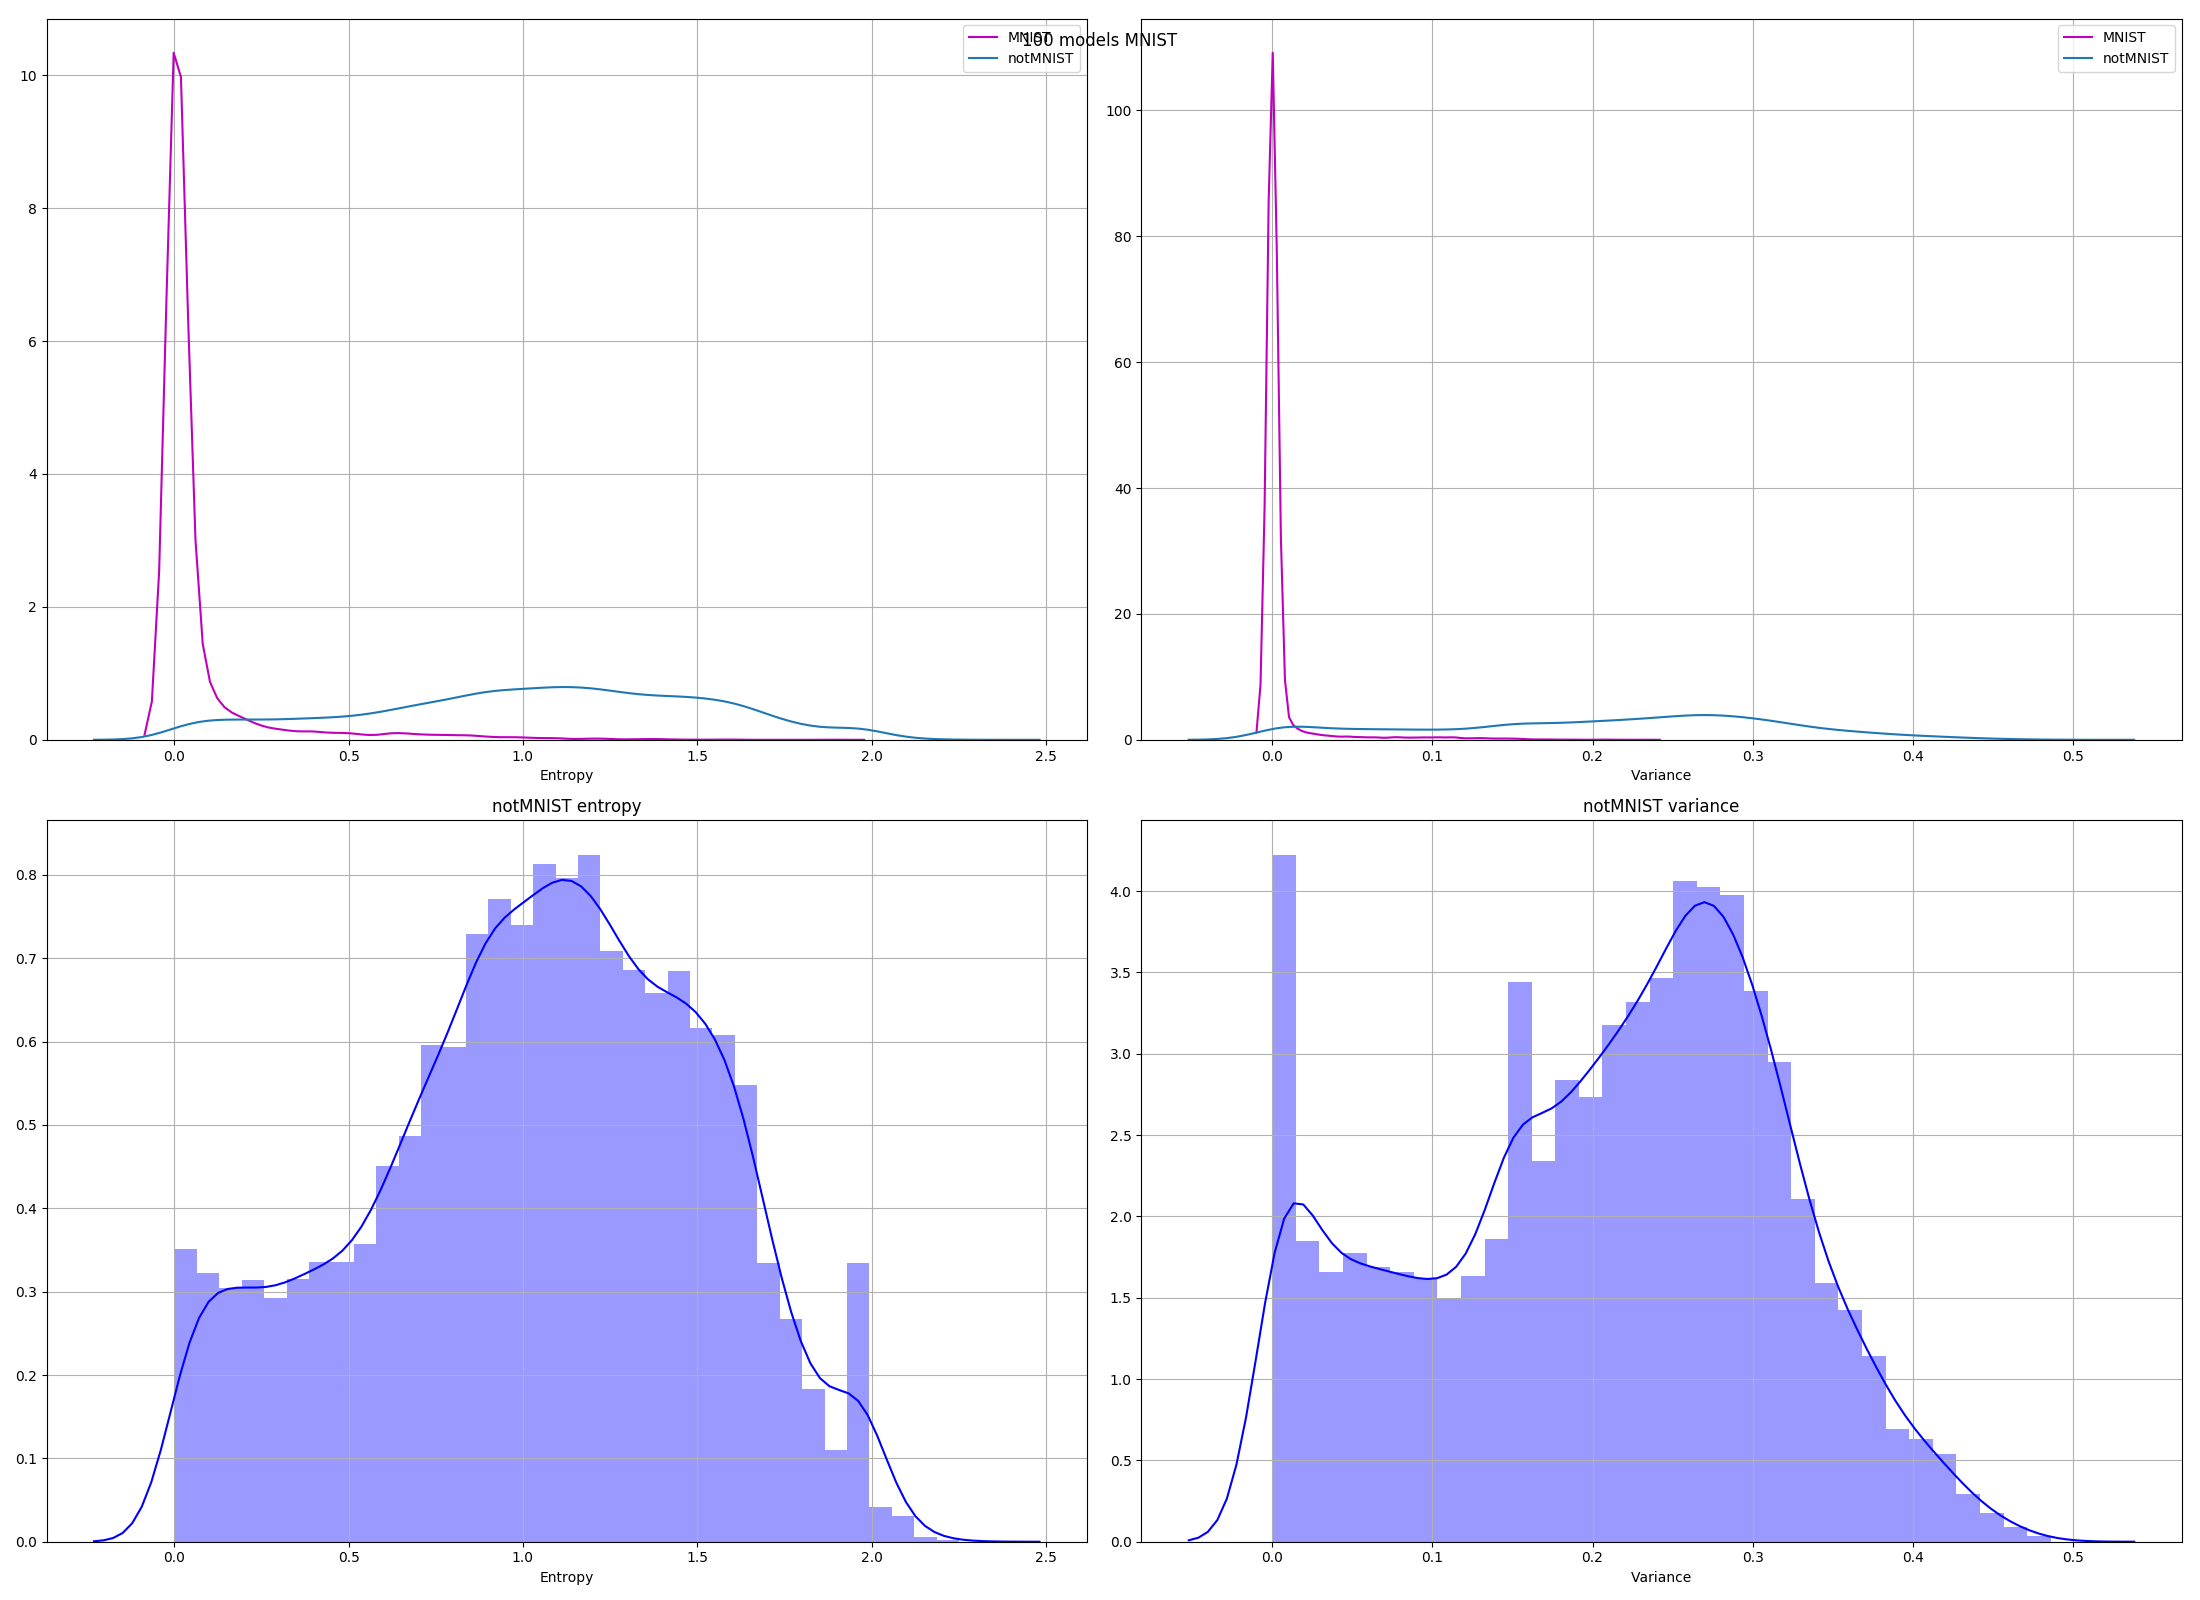 100 models MNIST
MNIST
notMNIST
10
8
6
4
2
0
0.0 0.5 1.0 1.5 2.0 2.5
Entropy
MNIST
notMNIST
100
80
60
40
20
0
0.0 0.1 0.2 0.3 0.4 0.5
Variance
notMNIST entropy
0.8
0.7
0.6
0.5
0.4
0.3
0.2
0.1
0.0
0.0 0.5 1.0 1.5 2.0 2.5
Entropy
notMNIST variance
4.0
3.5
3.0
2.5
2.0
1.5
1.0
0.5
0.0
0.0 0.1 0.2 0.3 0.4 0.5
Variance